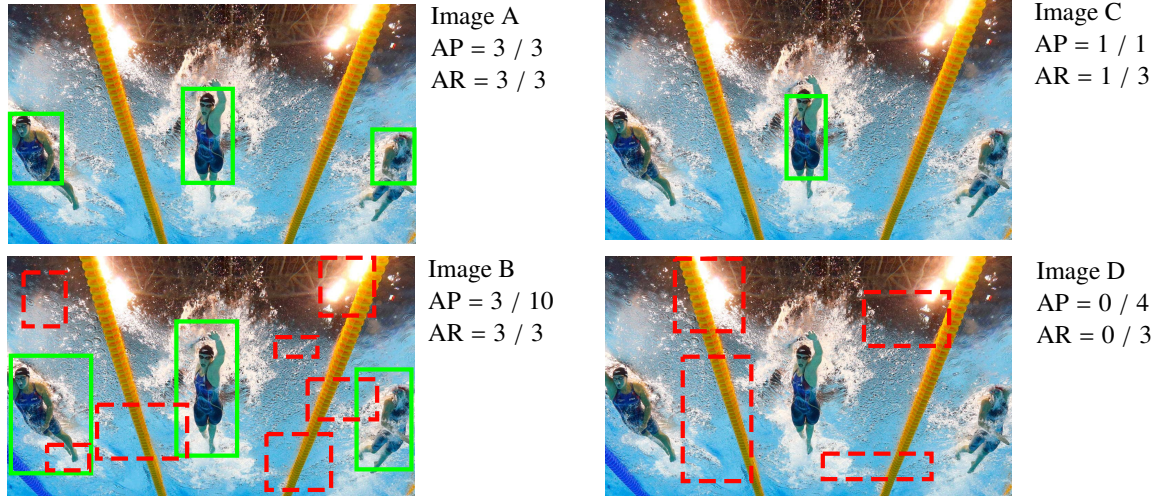 Image A
AP = 3 / 3
AR = 3 / 3
Image C
AP = 1 / 1
AR = 1 / 3
Image B
AP = 3 / 10
AR = 3 / 3
Image D
AP = 0 / 4
AR = 0 / 3